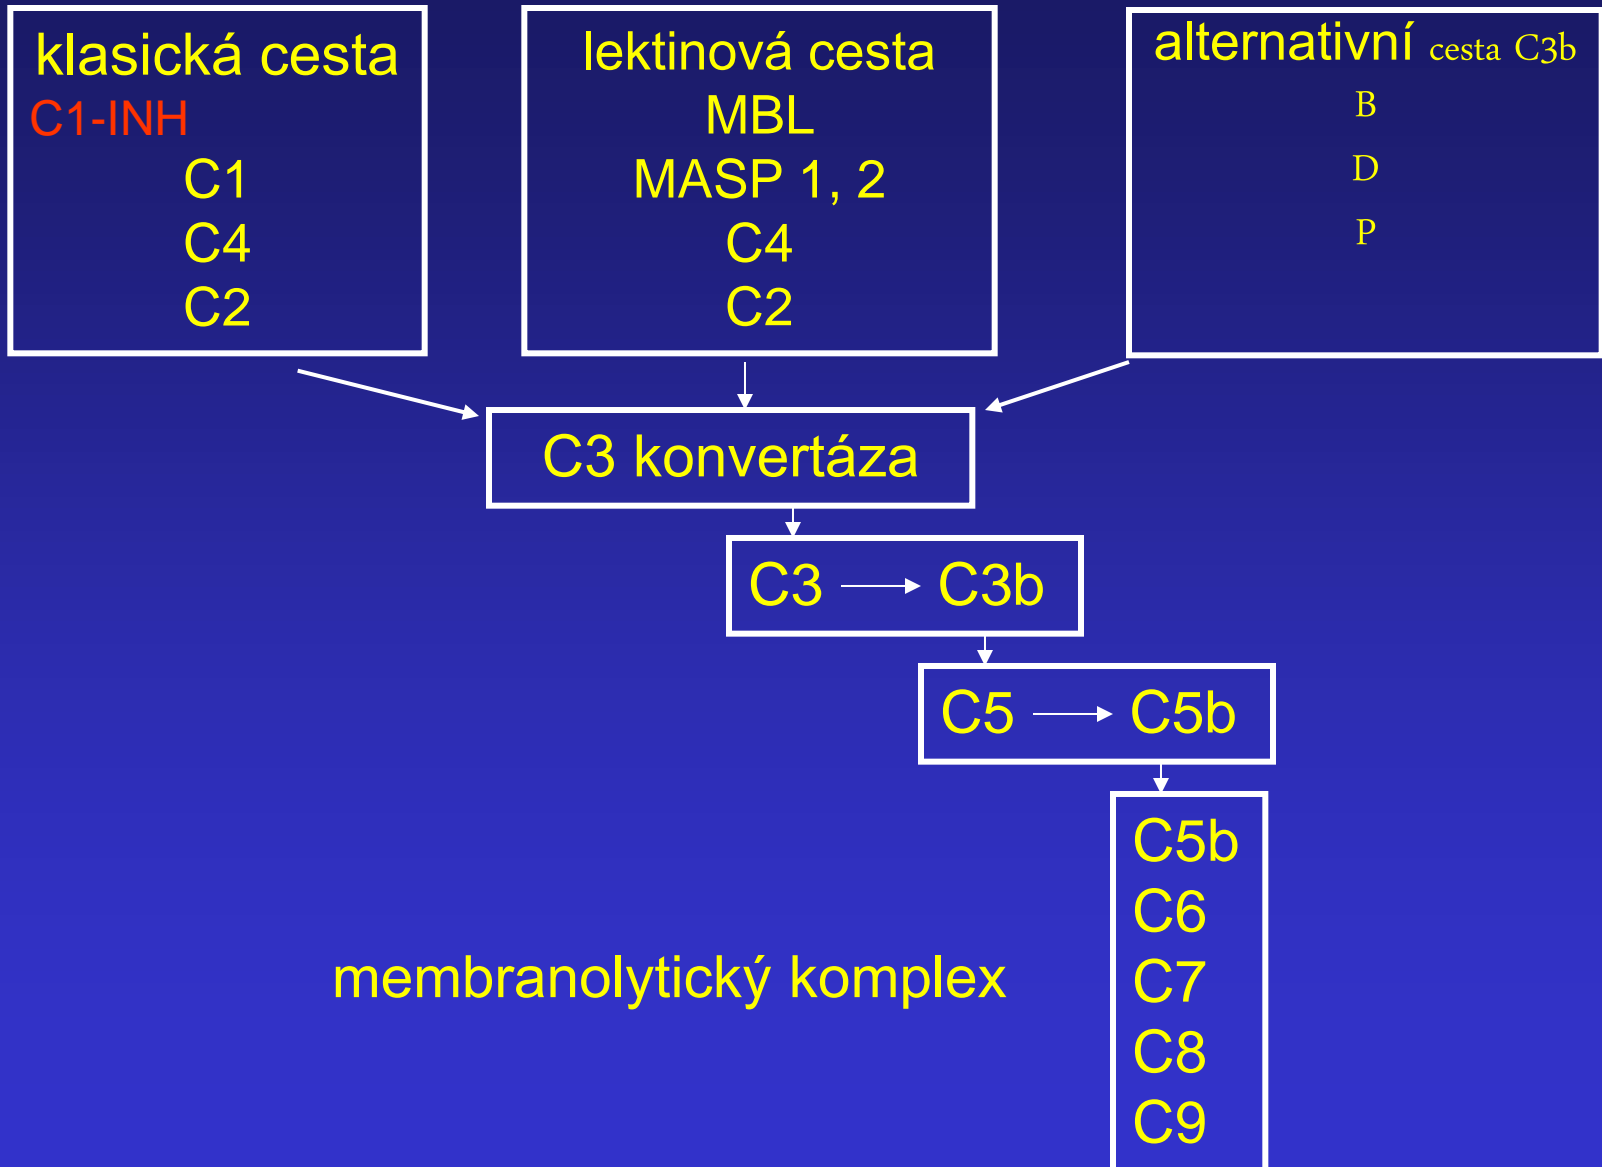 klasická cesta
C1-INH
C1
C4
C2
lektinová cesta
MBL
MASP 1, 2
C4
C2
alternativní cesta C3b
B
D
P
C3 konvertáza
C3 C3b
C5 C5b
C5b
C6
C7
C8
C9
membranolytický komplex